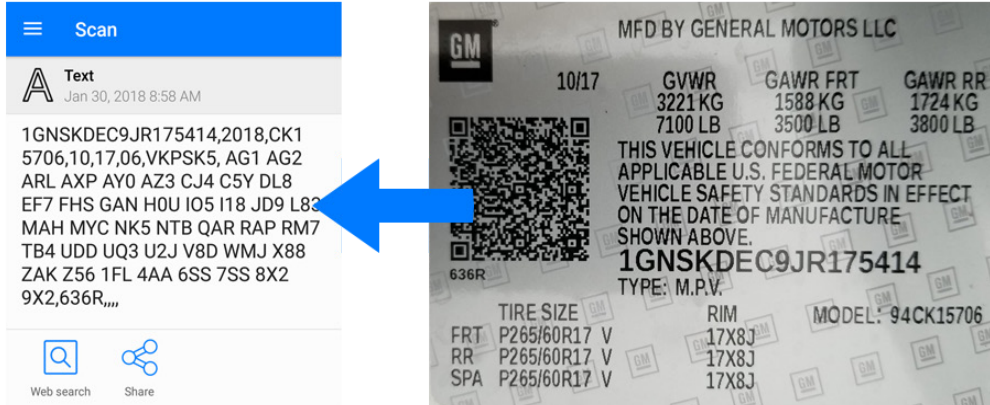 Scan
Text
Jan 30, 2018 8:58 AM
1GNSKDEC9JR175414,2018,CK1
5706,10,17,06,VKPSK5, AG1 AG2
ARL AXP AY0 AZ3 CJ4 C5Y DL8
EF7 FHS GAN H0U IO5 I18 JD9 L83
MAH MYC NK5 NTB QAR RAP RM7
TB4 UDD UQ3 U2J V8D WMJ X88
ZAK Z56 1FL 4AA 6SS 7SS 8X2
9X2,636R,,,,
Web search Share
GM
MFD BY GENERAL MOTORS LLC
10/17 GVWR GAWR FRT GAWR RR
3221 KG 1588 KG 1724 KG
7100 LB 3500 LB 3800 LB
THIS VEHICLE CONFORMS TO ALL
APPLICABLE U.S. FEDERAL MOTOR
VEHICLE SAFETY STANDARDS IN EFFECT
ON THE DATE OF MANUFACTURE
SHOWN ABOVE.
636R
1GNSKDEC9JR175414
TYPE: M.P.V.
TIRE SIZE RIM MODEL: 94CK15706
FRT P265/60R17 V 17X8J
RR P265/60R17 V 17X8J
SPA P265/60R17 V 17X8J